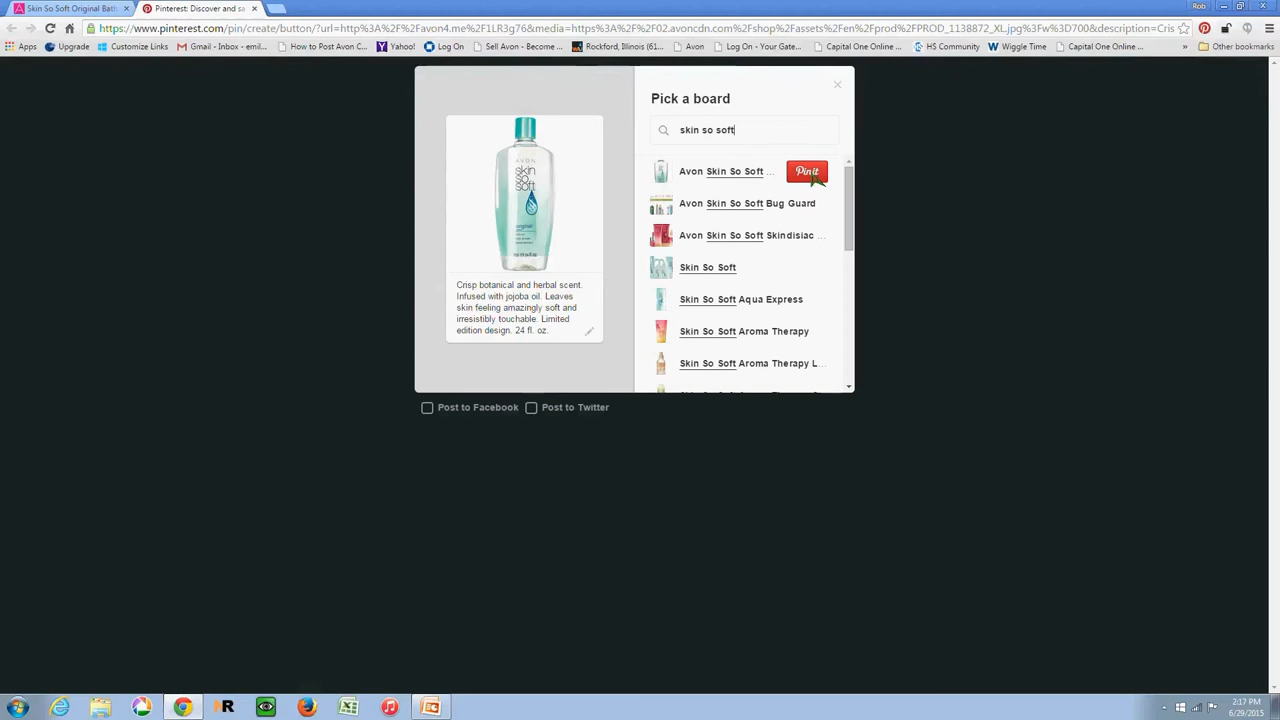 Skin So Soft Original Bath
Pinterest: Discover and sa
Rob
https://www.pinterest.com/pin/create/button/?url=http%3A%2F%2Favon4.me%2F1LR3g76&media=https%3A%2F%2F02.avoncdn.com%2Fshop%2Fassets%2Fen%2Fprod%2FPROD_1138872_XL.jpg%3Fw%3D700&description=Cris
Apps Upgrade Customize Links Gmail - Inbox - emil... How to Post Avon C... Yahoo! Log On Sell Avon - Become ... Rockford, Illinois (61... Avon Log On - Your Gate... Capital One Online ... HS Community Wiggle Time Capital One Online ... » Other bookmarks
Pick a board
skin so soft
AVON
skin
so
soft
original
Crisp botanical and herbal scent.
Infused with jojoba oil. Leaves
skin feeling amazingly soft and
irresistibly touchable. Limited
edition design. 24 fl. oz.
Avon Skin So Soft ...
Pin it
Avon Skin So Soft Bug Guard
Avon Skin So Soft Skindisiac ...
Skin So Soft
Skin So Soft Aqua Express
Skin So Soft Aroma Therapy
Skin So Soft Aroma Therapy L...
Post to Facebook Post to Twitter
2:17 PM
6/29/2015